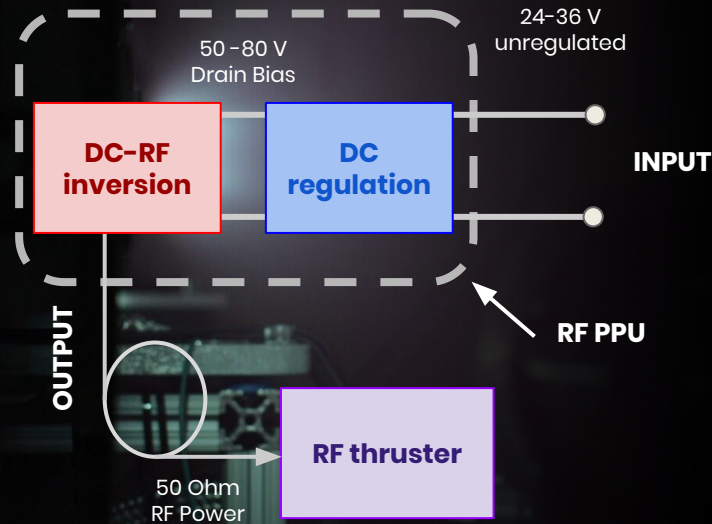 24-36 V
unregulated
50 -80 V
Drain Bias
DC-RF
inversion
DC
regulation
INPUT
RF PPU
OUTPUT
RF thruster
50 Ohm
RF Power